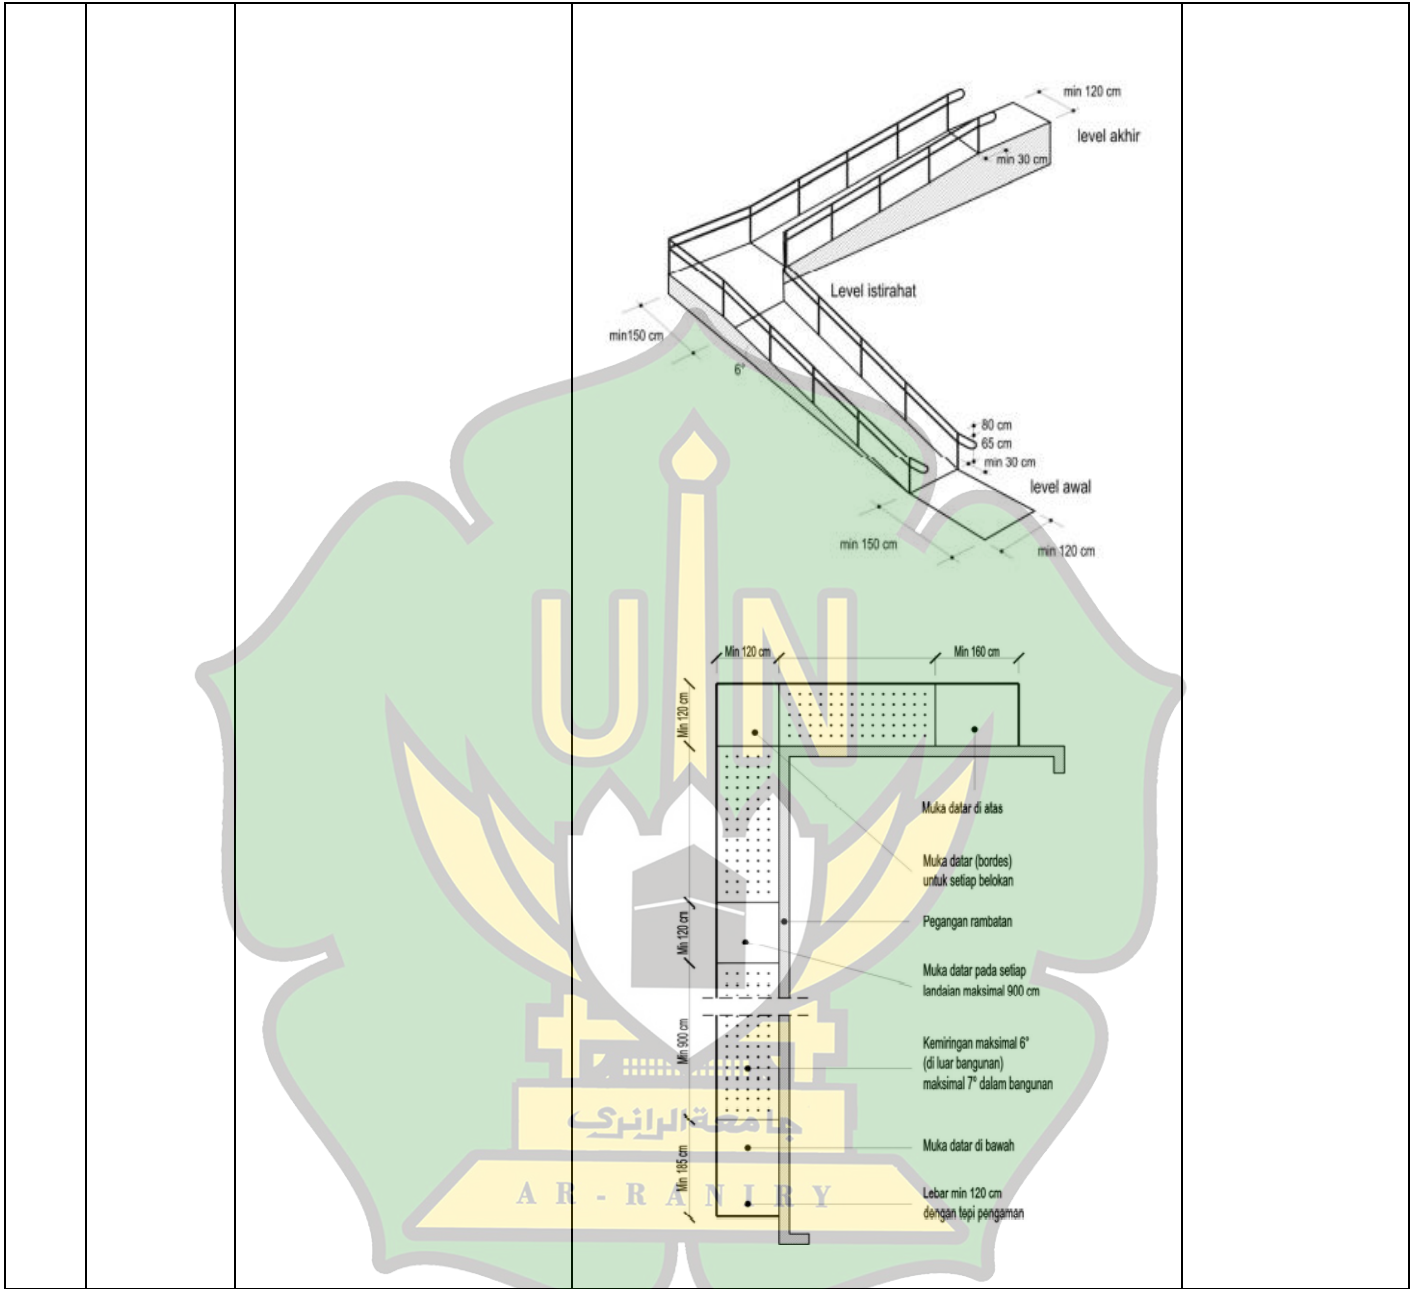 min 120 cm
level akhir
min 30 cm
Level istirahat
min150 cm
6°
80 cm
65 cm
min 30 cm
level awal
min 150 cm
min 120 cm
UIN
Min 120 cm
Min 160 cm
Min 120 cm
Muka datar di atas
Muka datar (bordes)
untuk setiap belokan
Min 120 cm
Pegangan rambatan
Muka datar pada setiap
landaian maksimal 900 cm
Min 900 cm
Kemiringan maksimal 6°
(di luar bangunan)
maksimal 7° dalam bangunan
جامعة الرانري
Min 185 cm
Muka datar di bawah
AR-RANIRY
Lebar min 120 cm
dengan tepi pengaman